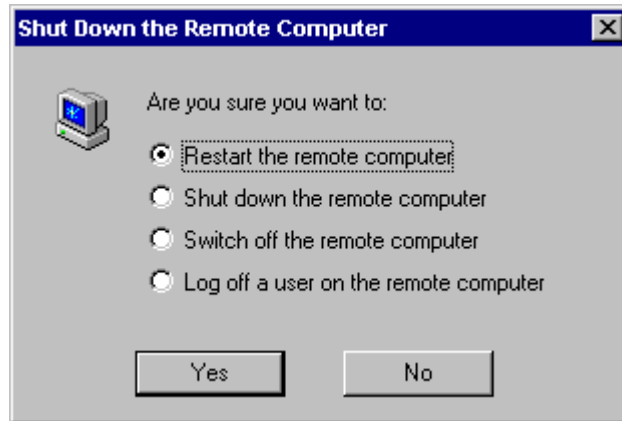 Shut Down the Remote Computer
Are you sure you want to:
Restart the remote computer
Shut down the remote computer
Switch off the remote computer
Log off a user on the remote computer
Yes No